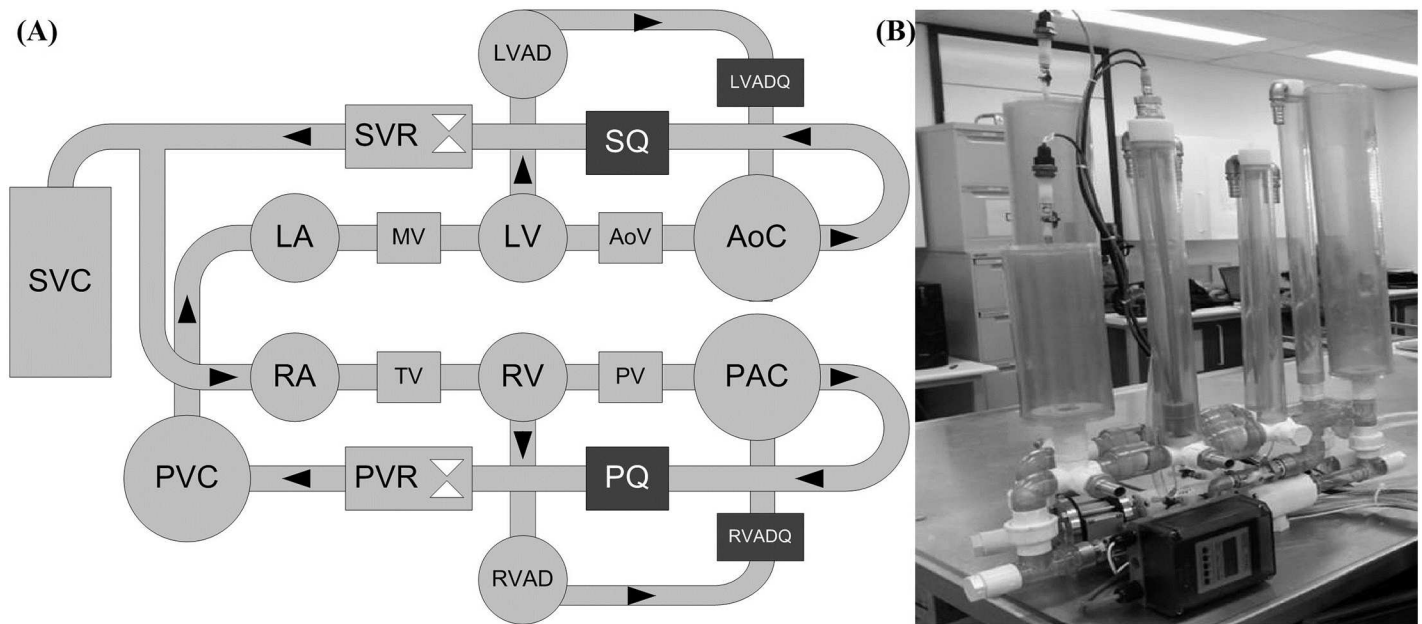 (A)
(B)
LVAD
LVADQ
SVR
SQ
LA
MV
LV
AoV
AoC
SVC
RA
TV
RV
PV
PAC
PVC
PVR
PQ
RVAD
RVADQ